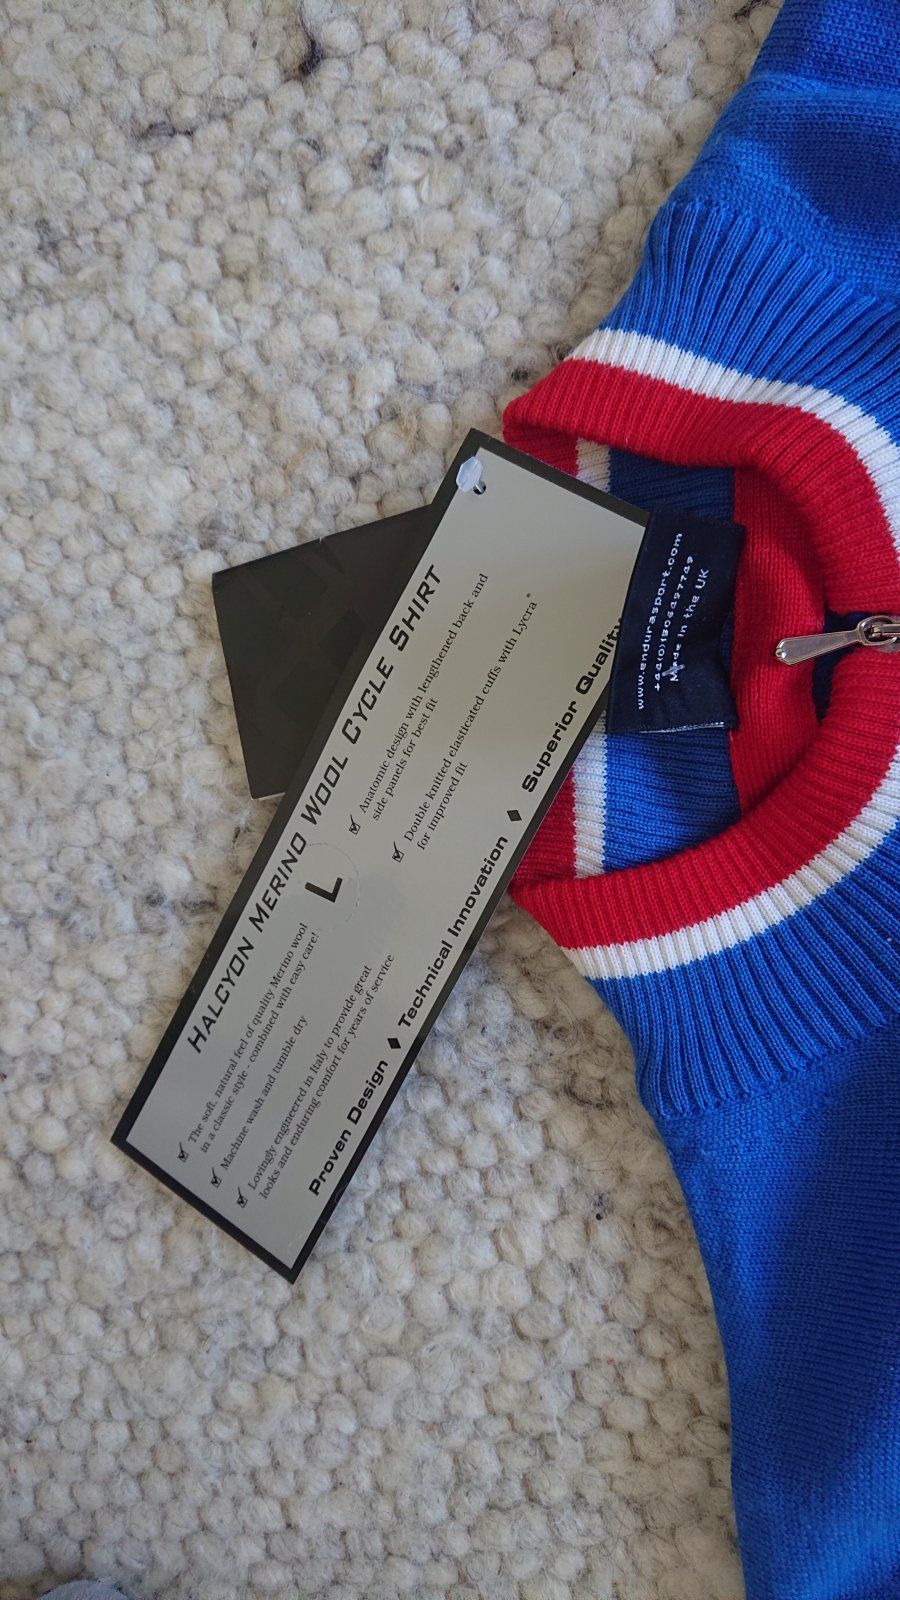 HALCYON MERINO WOOL CYCLE SHIRT
L
The soft, natural feel of quality Merino wool
in a classic style - combined with easy care!
Machine wash and tumble dry
Lovingly engineered in Italy to provide great
looks and enduring comfort for years of service
Anatomic design with lengthened back and
side panels for best fit
Double knitted elasticated cuffs with Lycra®
for improved fit
Proven Design ♦ Technical Innovation ♦ Superior Quality
www.endurasport.com
+44(0)1506497749
Made in the UK